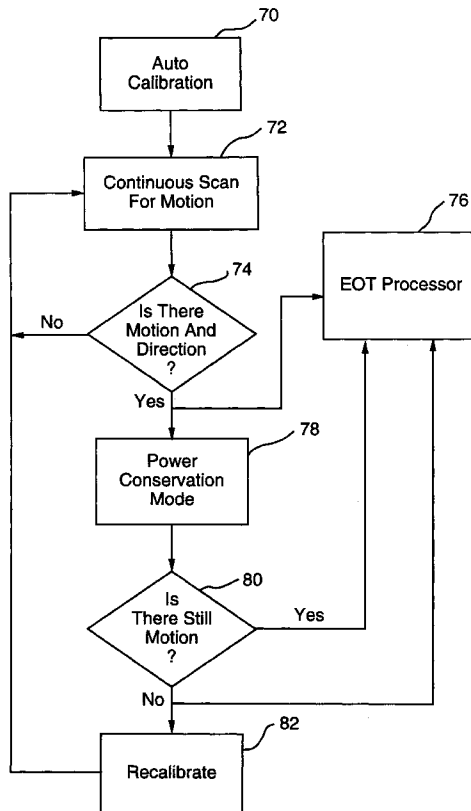 70
Auto
Calibration
72
Continuous Scan
For Motion
76
EOT Processor
74
Is There
Motion And
Direction
?
No
Yes
78
Power
Conservation
Mode
80
Is
There Still
Motion
?
Yes
No
82
Recalibrate